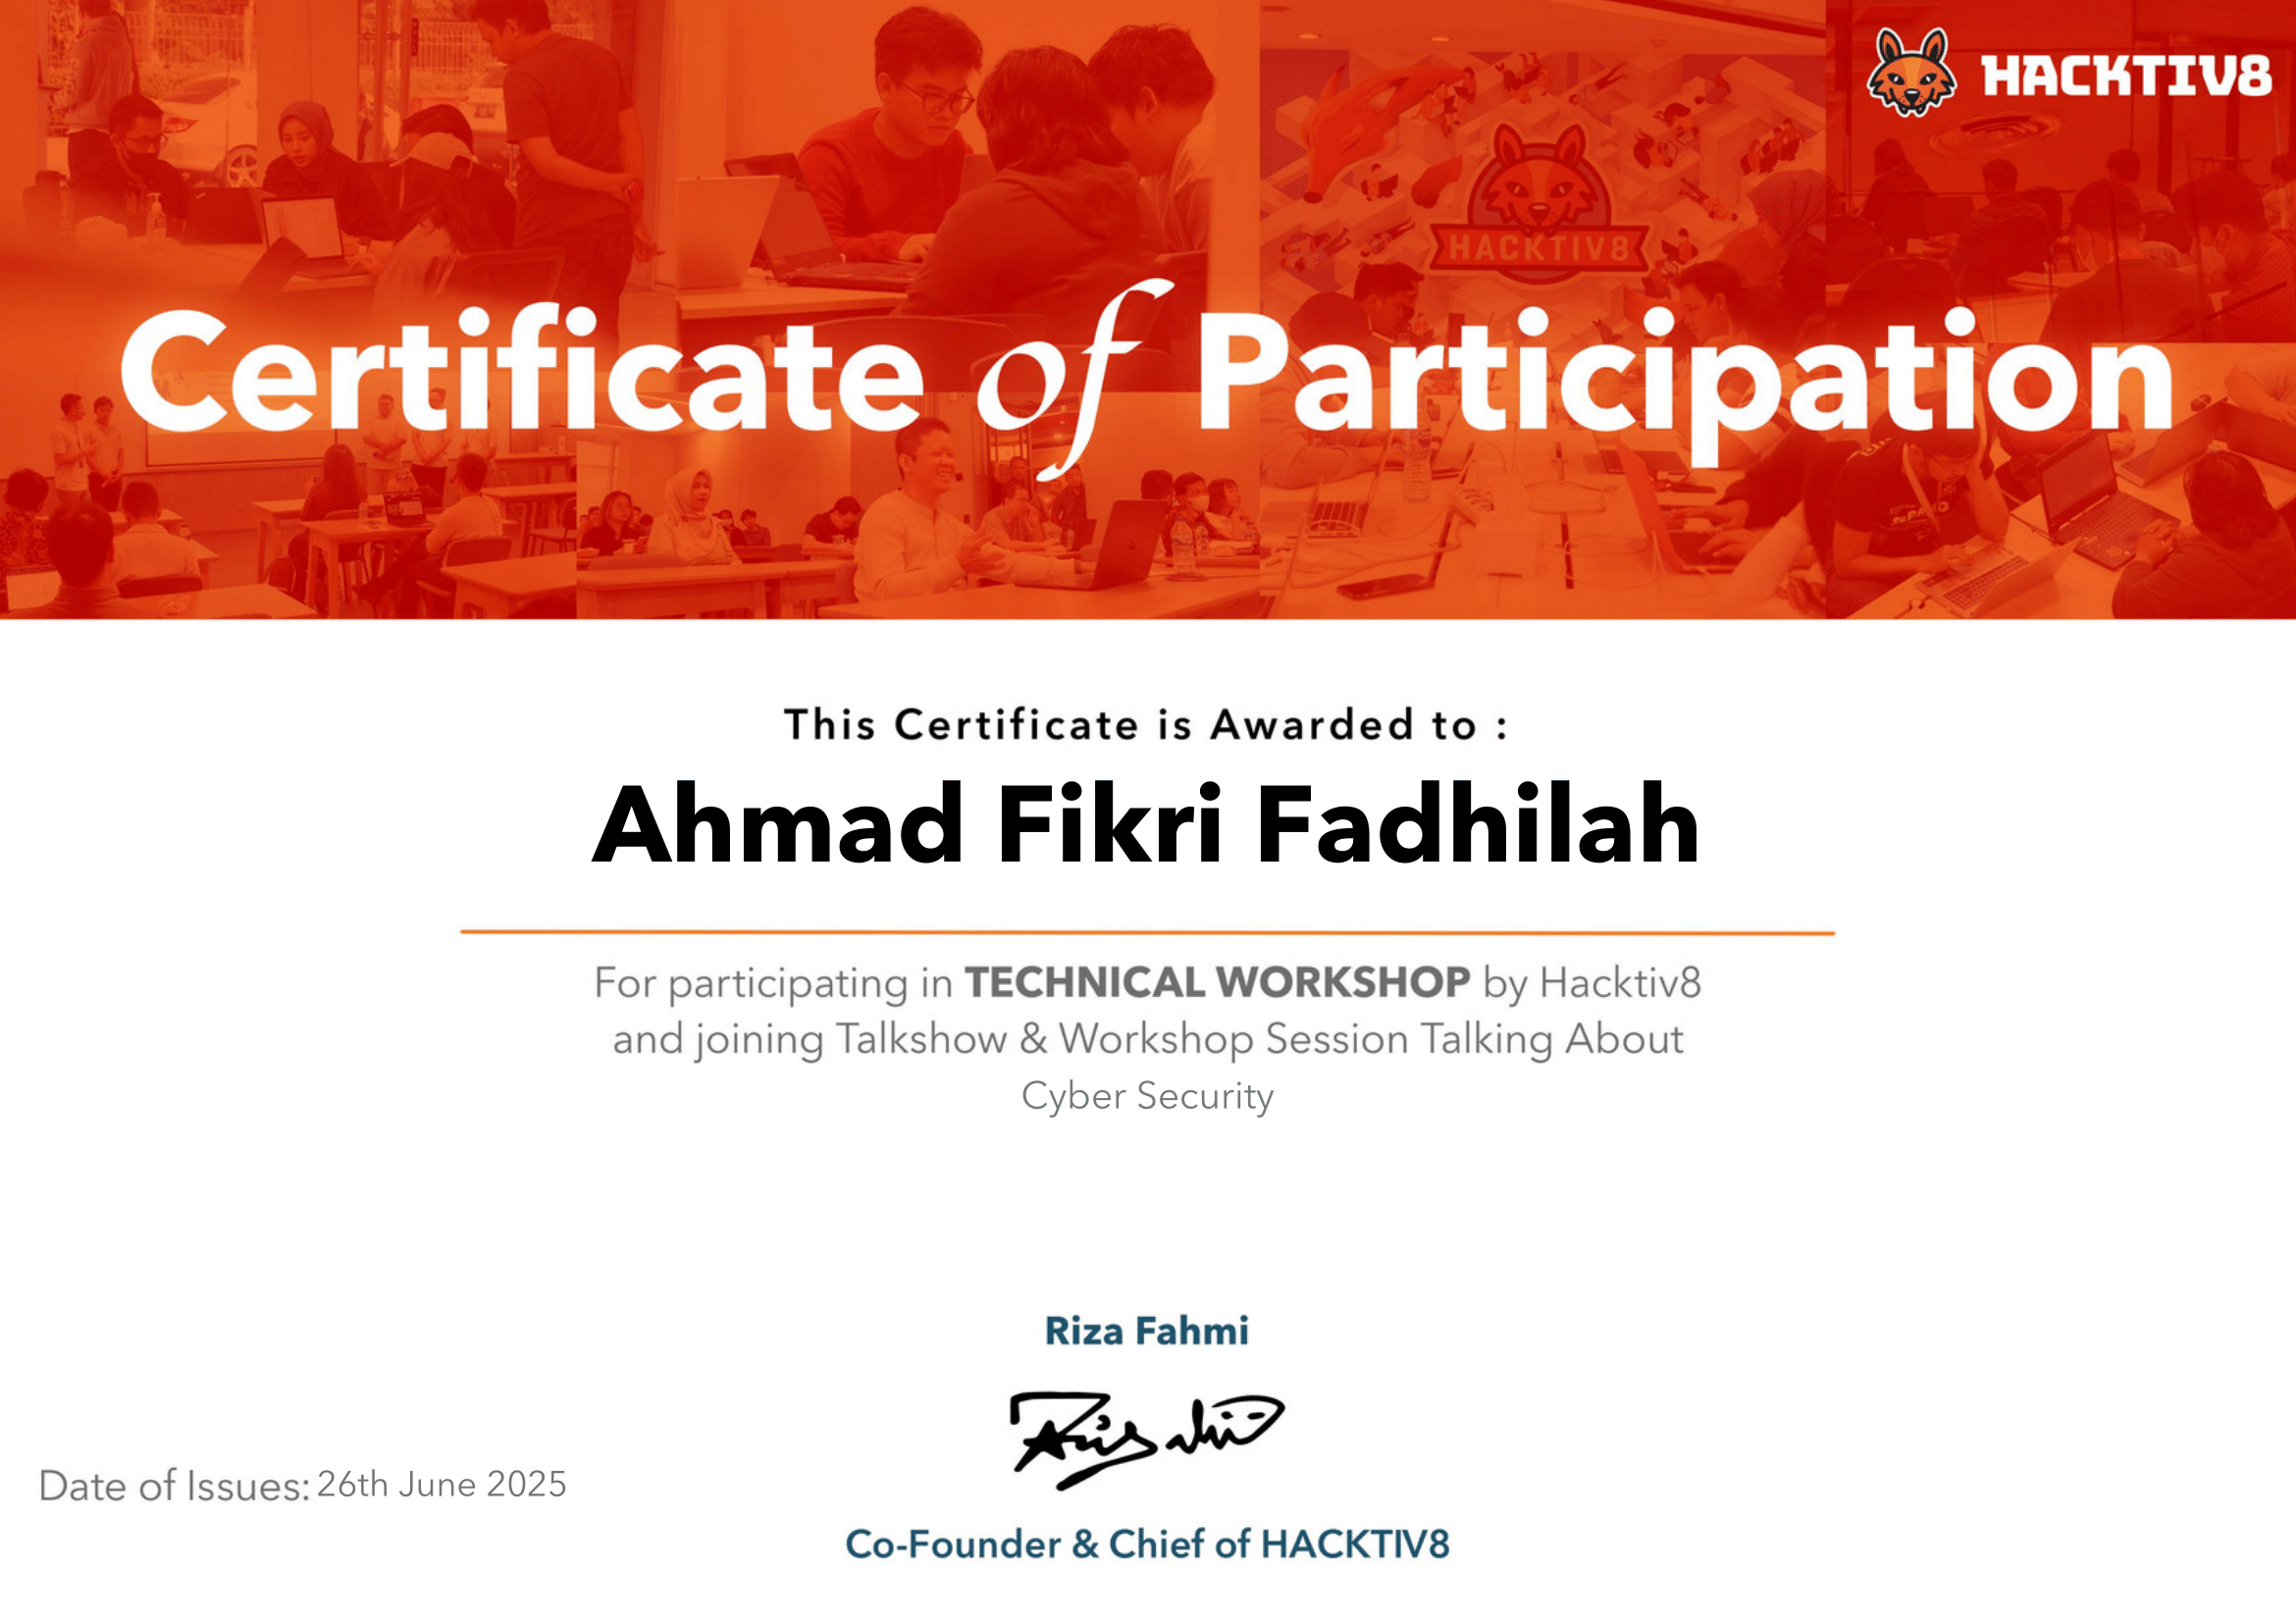 HACKTIV8
HACKTIV8
Certificate of Participation
This Certificate is Awarded to :
Ahmad Fikri Fadhilah
For participating in TECHNICAL WORKSHOP by Hacktiv8
and joining Talkshow & Workshop Session Talking About
Cyber Security
Riza Fahmi
Date of Issues: 26th June 2025
Co-Founder & Chief of HACKTIV8